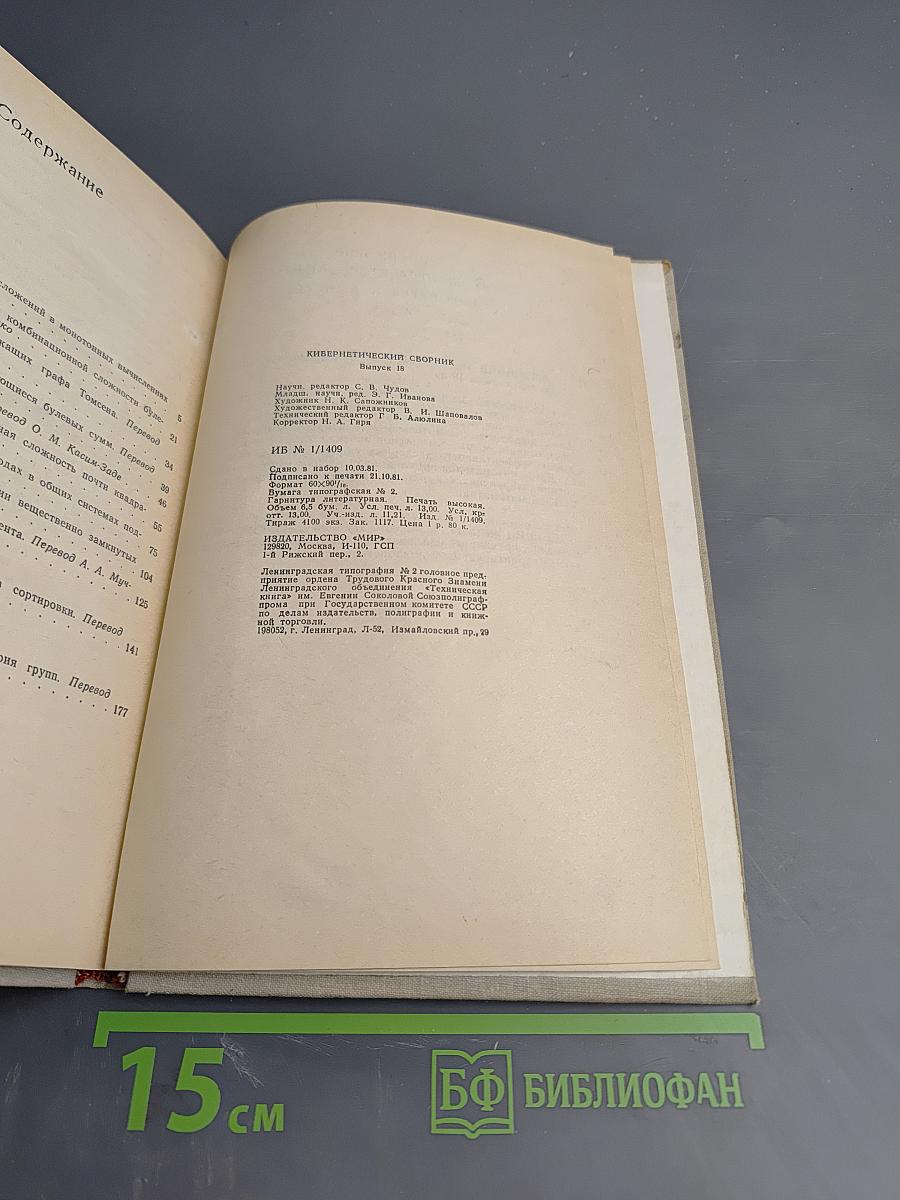 Содержание
сложений в монотонных вычислениях
5
комбинационной сложности буле-
21
жащих графа Томсена. Перевод
34
ющиеся булевых сумм. Перевод
39
Перевод О. М. Касим-Заде
46
ная сложность почти квадра-
55
одах в общих системах под-
75
ии вещественно замкнутых
104
ента. Перевод А. А. Муч-
125
сортировки. Перевод
141
рия групп. Перевод
177
КИБЕРНЕТИЧЕСКИЙ СБОРНИК
Выпуск 18
Научн. редактор С. В. Чудов
Младш. научн. ред. Э. Г. Иванова
Художник Н. К. Сапожников
Художественный редактор В. И. Шаповалов
Технический редактор Г. Б. Алюлина
Корректор Н. А. Гиря
ИБ № 1/1409
Сдано в набор 10.03.81.
Подписано к печати 21.10.81.
Формат 60×90¹/₁₆.
Бумага типографская № 2.
Гарнитура литературная. Печать высокая.
Объем 6,5 бум. л. Усл. печ. л. 13,00. Усл. кр-
отт. 13,00. Уч.-изд. л. 11,21. Изд. № 1/1409.
Тираж 4100 экз. Зак. 1117. Цена 1 р. 80 к.
ИЗДАТЕЛЬСТВО «МИР»
129820, Москва, И-110, ГСП
1-й Рижский пер., 2.
Ленинградская типография № 2 головное пред-
приятие ордена Трудового Красного Знамени
Ленинградского объединения «Техническая
книга» им. Евгении Соколовой Союзполиграф-
прома при Государственном комитете СССР
по делам издательств, полиграфии и книж-
ной торговли.
198052, г. Ленинград, Л-52, Измайловский пр., 29
15 см
БФ БИБЛИОФАН